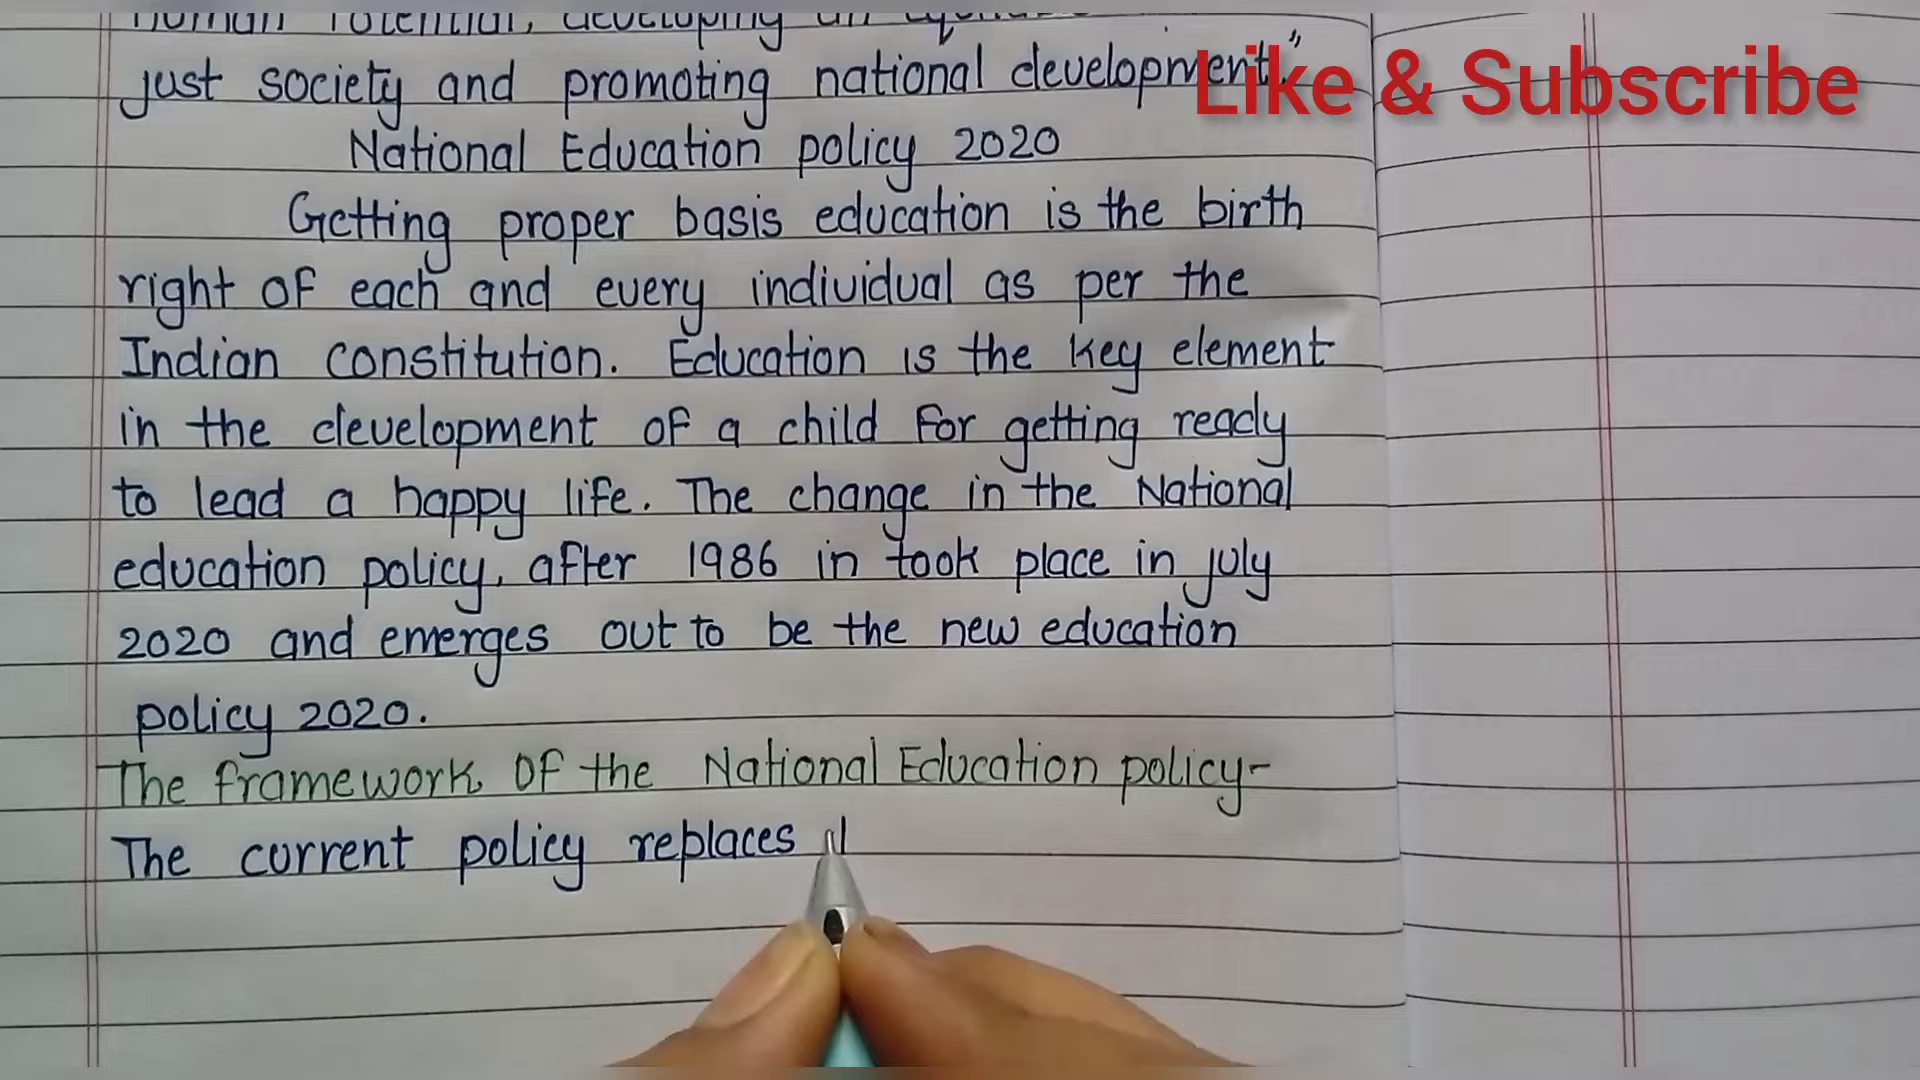 human potential, developing an
just society and promoting national development."
Like & Subscribe
National Education policy 2020
Getting proper basis education is the birth
right of each and every individual as per the
Indian constitution. Education is the key element
in the development of a child for getting ready
to lead a happy life. The change in the National
education policy, after 1986 in took place in july
2020 and emerges out to be the new education
policy 2020.
The framework of the National Education policy-
The current policy replaces